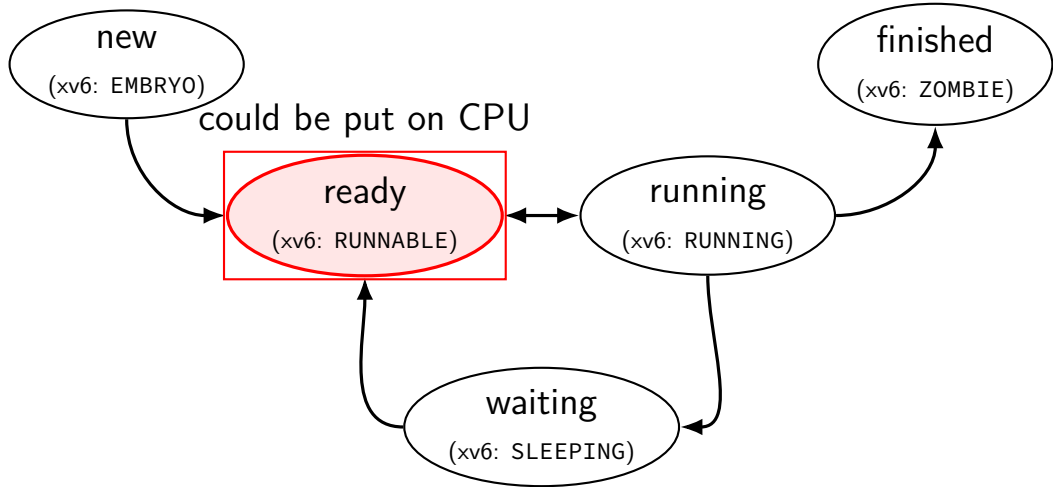 new
(xv6: EMBRYO)
finished
(xv6: ZOMBIE)
could be put on CPU
ready
(xv6: RUNNABLE)
running
(xv6: RUNNING)
waiting
(xv6: SLEEPING)